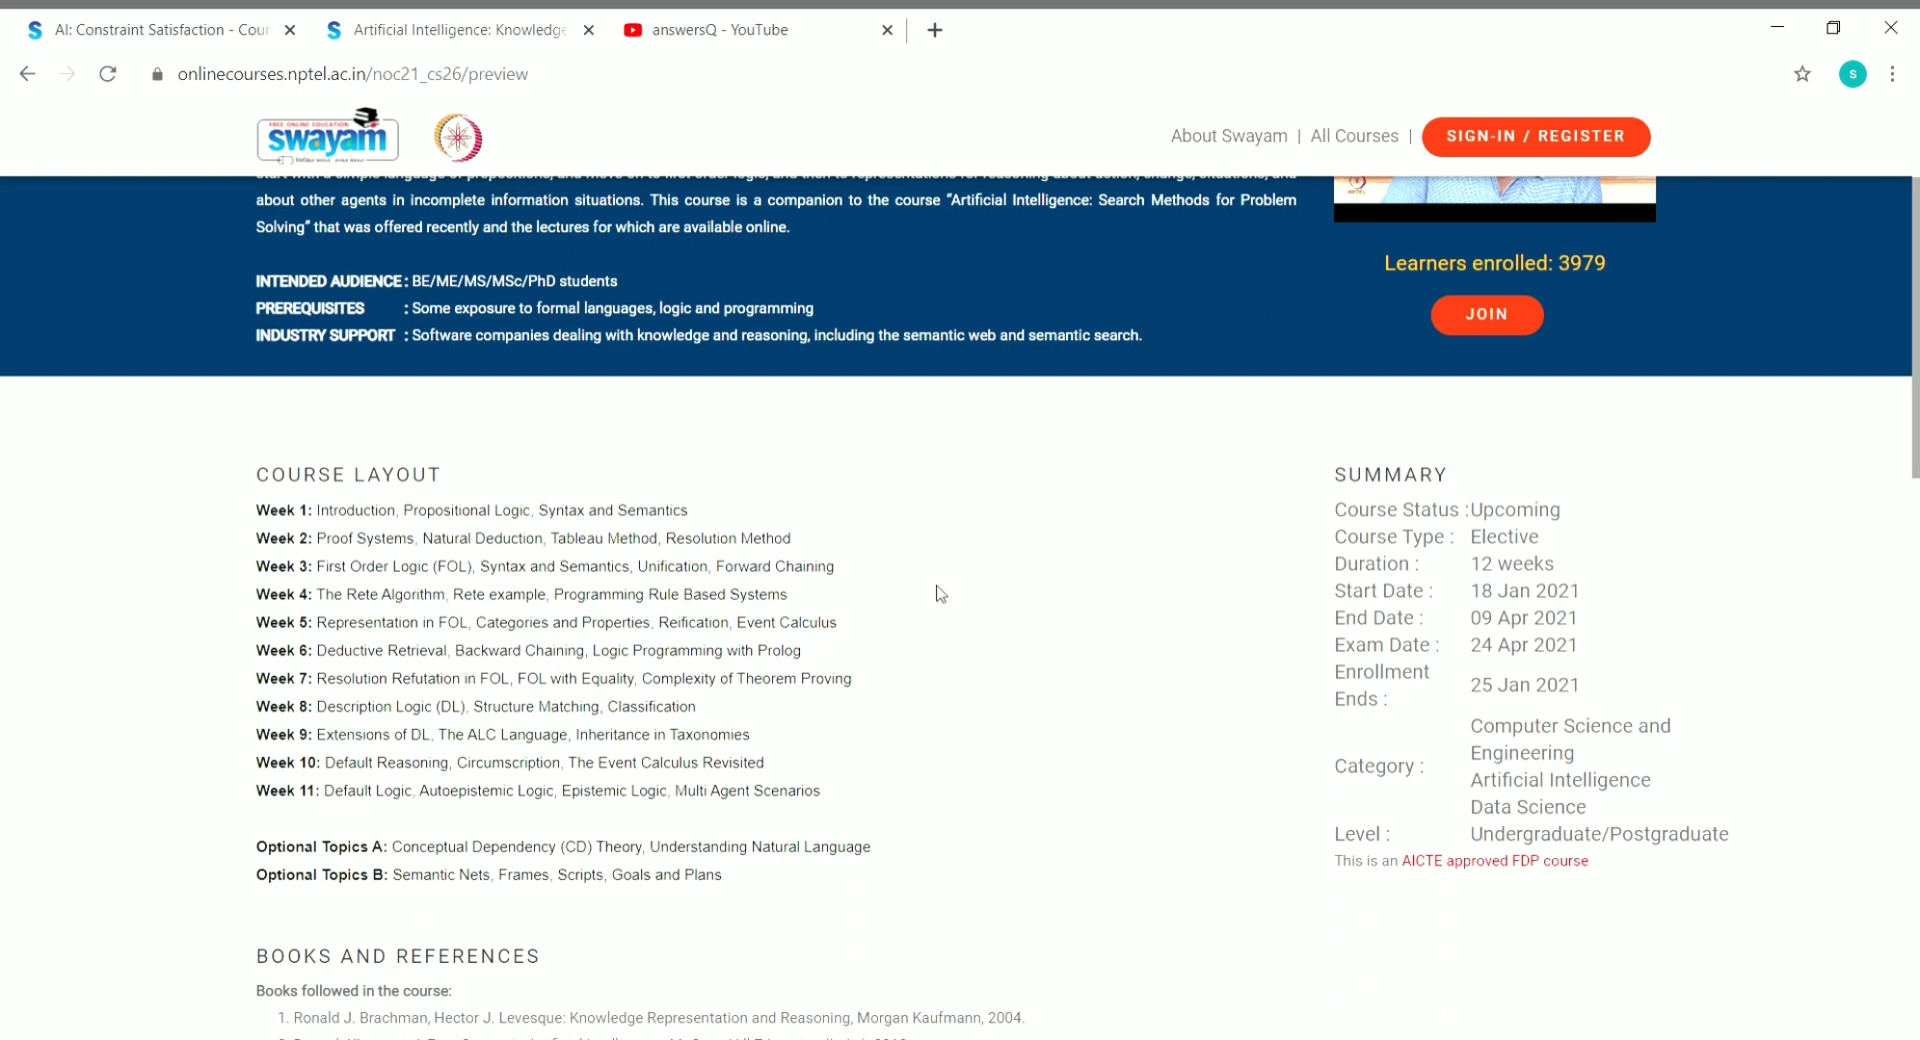 AI: Constraint Satisfaction - Cour
Artificial Intelligence: Knowledge
answersQ - YouTube
onlinecourses.nptel.ac.in/noc21_cs26/preview
S
FREE ONLINE EDUCATION
swayam
About Swayam | All Courses |
SIGN-IN / REGISTER
about other agents in incomplete information situations. This course is a companion to the course “Artificial Intelligence: Search Methods for Problem
Solving” that was offered recently and the lectures for which are available online.
INTENDED AUDIENCE : BE/ME/MS/MSc/PhD students
PREREQUISITES : Some exposure to formal languages, logic and programming
INDUSTRY SUPPORT : Software companies dealing with knowledge and reasoning, including the semantic web and semantic search.
Learners enrolled: 3979
JOIN
COURSE LAYOUT
Week 1: Introduction, Propositional Logic, Syntax and Semantics
Week 2: Proof Systems, Natural Deduction, Tableau Method, Resolution Method
Week 3: First Order Logic (FOL), Syntax and Semantics, Unification, Forward Chaining
Week 4: The Rete Algorithm, Rete example, Programming Rule Based Systems
Week 5: Representation in FOL, Categories and Properties, Reification, Event Calculus
Week 6: Deductive Retrieval, Backward Chaining, Logic Programming with Prolog
Week 7: Resolution Refutation in FOL, FOL with Equality, Complexity of Theorem Proving
Week 8: Description Logic (DL), Structure Matching, Classification
Week 9: Extensions of DL, The ALC Language, Inheritance in Taxonomies
Week 10: Default Reasoning, Circumscription, The Event Calculus Revisited
Week 11: Default Logic, Autoepistemic Logic, Epistemic Logic, Multi Agent Scenarios
Optional Topics A: Conceptual Dependency (CD) Theory, Understanding Natural Language
Optional Topics B: Semantic Nets, Frames, Scripts, Goals and Plans
SUMMARY
Course Status : Upcoming
Course Type : Elective
Duration : 12 weeks
Start Date : 18 Jan 2021
End Date : 09 Apr 2021
Exam Date : 24 Apr 2021
Enrollment
Ends : 25 Jan 2021
Computer Science and
Engineering
Category :
Artificial Intelligence
Data Science
Level : Undergraduate/Postgraduate
This is an AICTE approved FDP course
BOOKS AND REFERENCES
Books followed in the course:
1. Ronald J. Brachman, Hector J. Levesque: Knowledge Representation and Reasoning, Morgan Kaufmann, 2004.